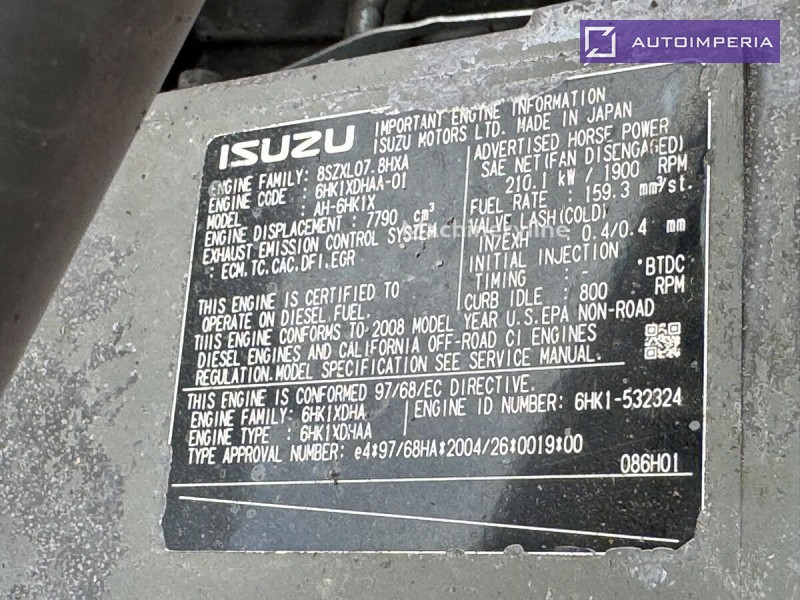 AUTOIMPERIA
ISUZU
IMPORTANT ENGINE INFORMATION
ISUZU MOTORS LTD. MADE IN JAPAN
ENGINE FAMILY: 8SZXL07.8HXA
ENGINE CODE : 6HK1XDHAA-01
MODEL : AH-6HK1X
ENGINE DISPLACEMENT : 7790 cm³
EXHAUST EMISSION CONTROL SYSTEM
: ECM.TC.CAC.DFI.EGR
THIS ENGINE IS CERTIFIED TO
OPERATE ON DIESEL FUEL.
ADVERTISED HORSE POWER
SAE NET(FAN DISENGAGED)
210.1 kW / 1900 RPM
FUEL RATE : 159.3 mm³/st.
VALVE LASH(COLD)
IN/EXH : 0.4/0.4 mm
INITIAL INJECTION
TIMING : - °BTDC
CURB IDLE : 800 RPM
THIS ENGINE CONFORMS TO 2008 MODEL YEAR U.S.EPA NON-ROAD
DIESEL ENGINES AND CALIFORNIA OFF-ROAD CI ENGINES
REGULATION.MODEL SPECIFICATION SEE SERVICE MANUAL.
THIS ENGINE IS CONFORMED 97/68/EC DIRECTIVE.
ENGINE FAMILY: 6HK1XDHA
ENGINE TYPE : 6HK1XDHAA
ENGINE ID NUMBER: 6HK1-532324
TYPE APPROVAL NUMBER: e4*97/68HA*2004/26*0019*00
086H01